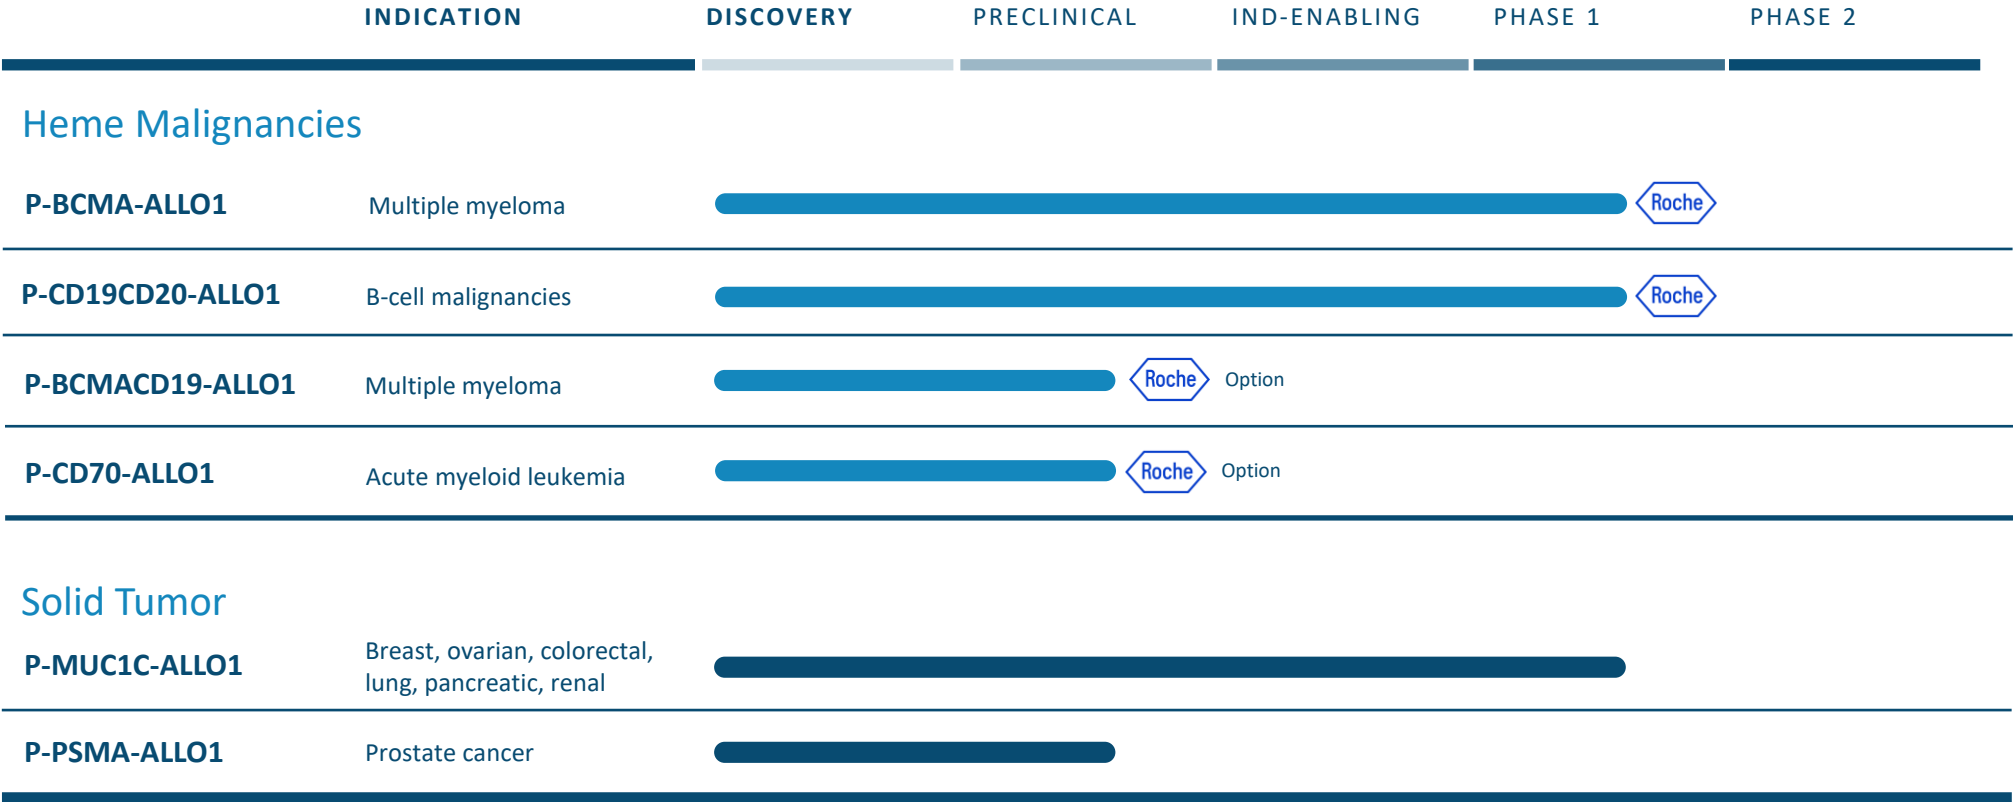 INDICATION DISCOVERY PRECLINICAL IND-ENABLING PHASE 1 PHASE 2
Heme Malignancies
P-BCMA-ALLO1 Multiple myeloma Roche
P-CD19CD20-ALLO1 B-cell malignancies Roche
P-BCMACD19-ALLO1 Multiple myeloma Roche Option
P-CD70-ALLO1 Acute myeloid leukemia Roche Option
Solid Tumor
P-MUC1C-ALLO1 Breast, ovarian, colorectal,
lung, pancreatic, renal
P-PSMA-ALLO1 Prostate cancer